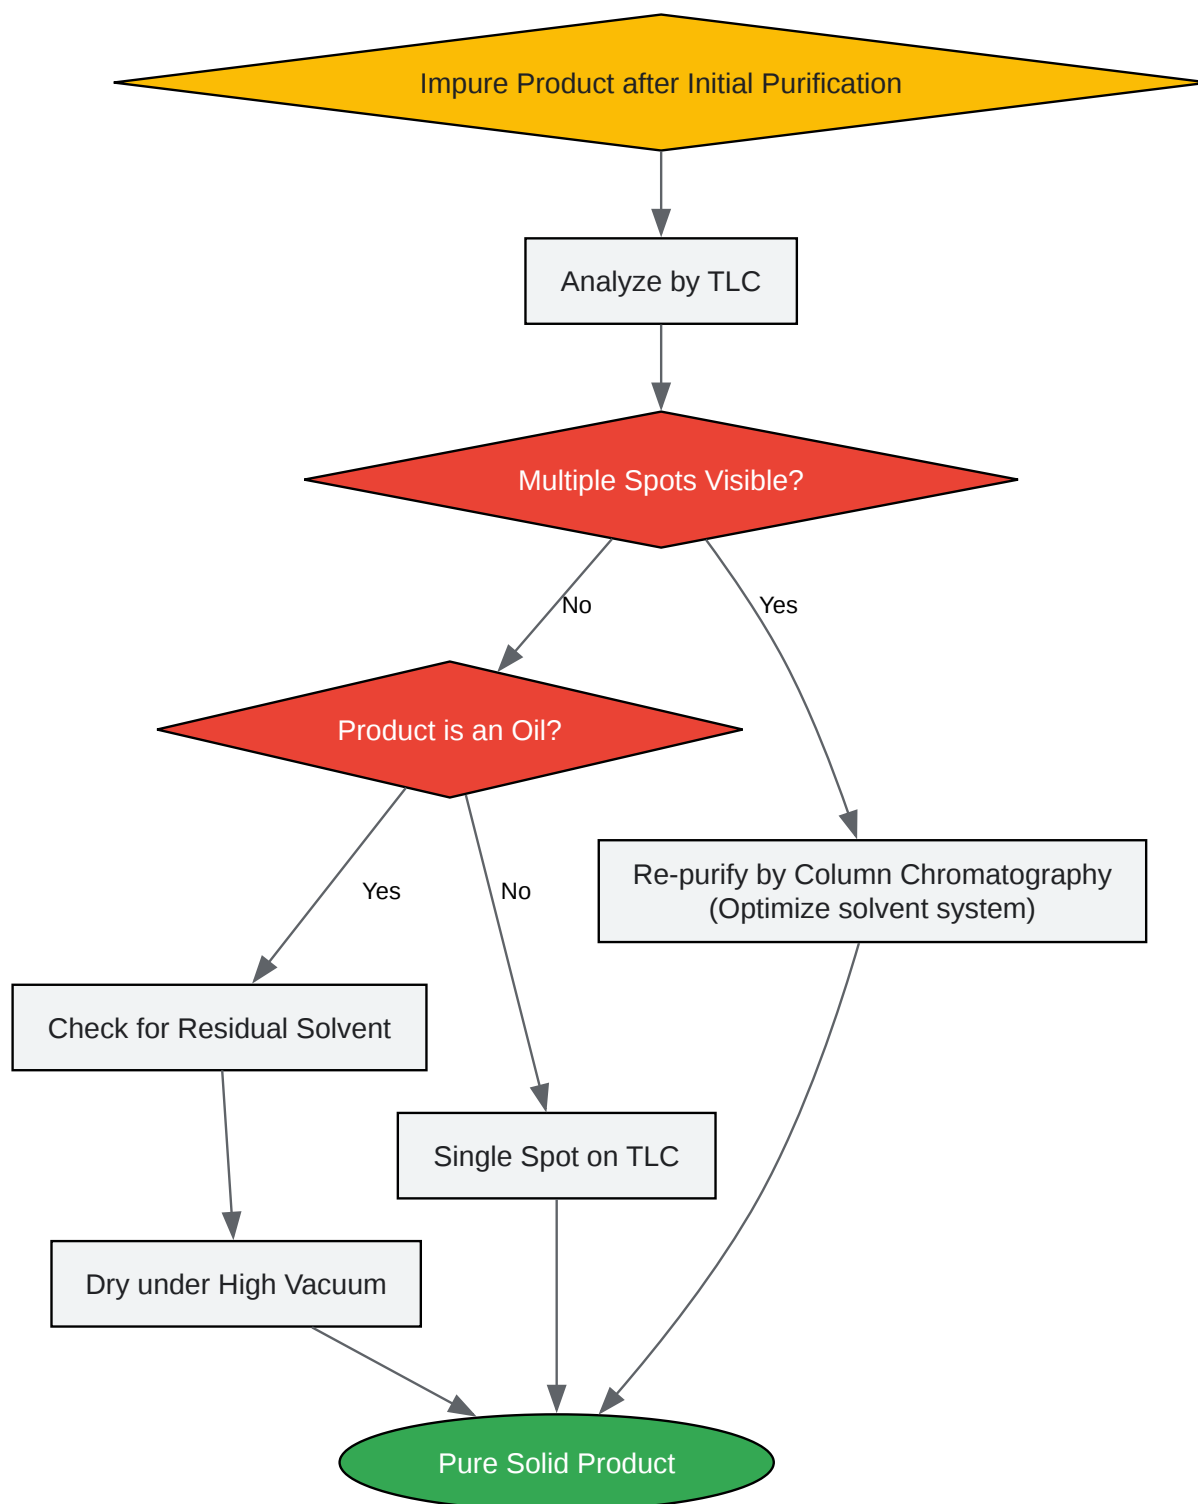 Impure Product after Initial Purification
Analyze by TLC
Multiple Spots Visible?
No
Yes
Product is an Oil?
Yes
No
Re-purify by Column Chromatography
(Optimize solvent system)
Check for Residual Solvent
Single Spot on TLC
Dry under High Vacuum
Pure Solid Product